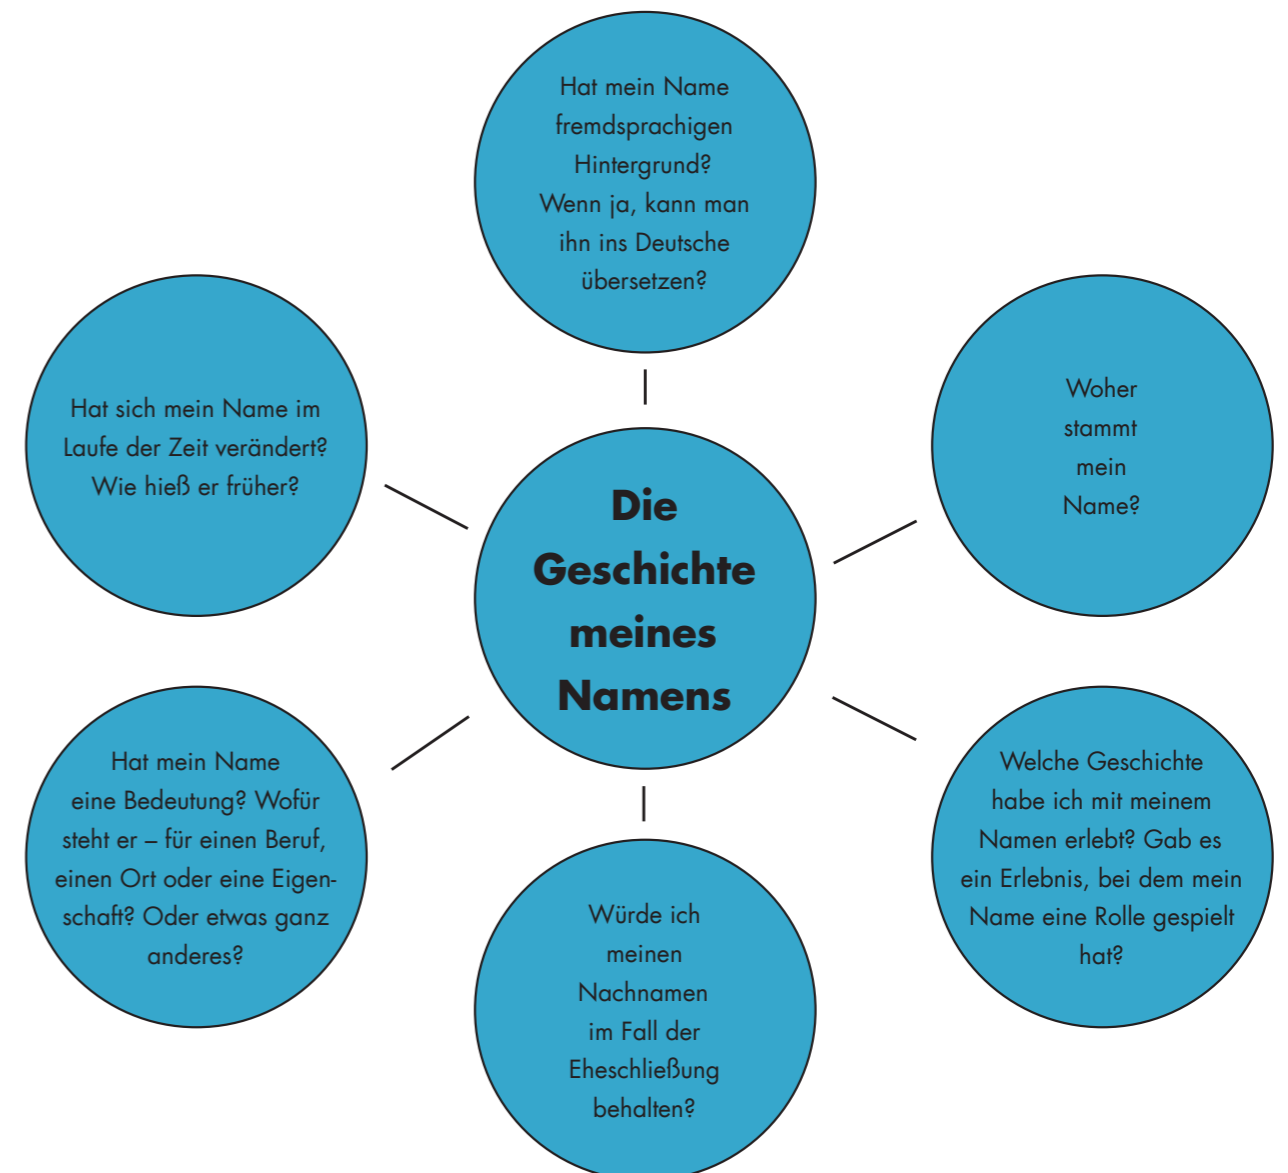 Hat mein Name
fremdsprachigen
Hintergrund?
Wenn ja, kann man
ihn ins Deutsche
übersetzen?
Hat sich mein Name im
Laufe der Zeit verändert?
Wie hieß er früher?
Woher
stammt
mein
Name?
Die
Geschichte
meines
Namens
Hat mein Name
eine Bedeutung? Wofür
steht er – für einen Beruf,
einen Ort oder eine Eigen-
schaft? Oder etwas ganz
anderes?
Welche Geschichte
habe ich mit meinem
Namen erlebt? Gab es
ein Erlebnis, bei dem mein
Name eine Rolle gespielt
hat?
Würde ich
meinen
Nachnamen
im Fall der
Eheschließung
behalten?